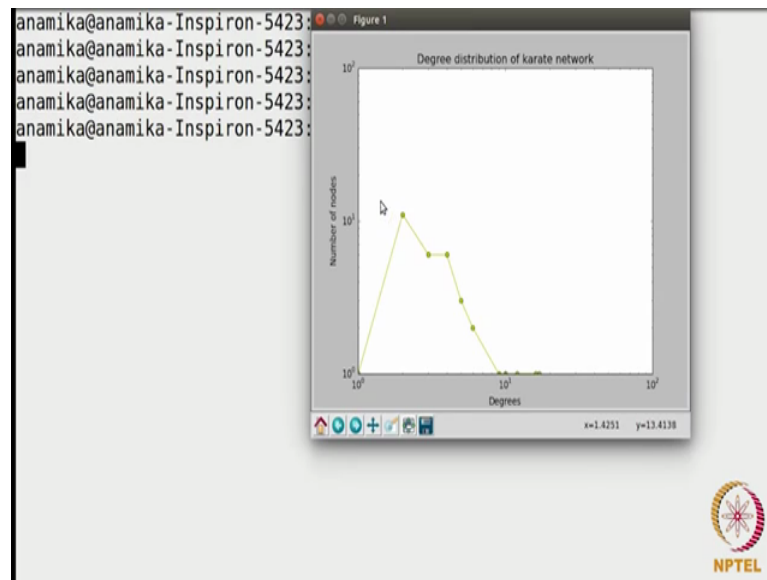 anamika@anamika-Inspiron-5423:
anamika@anamika-Inspiron-5423:
anamika@anamika-Inspiron-5423:
anamika@anamika-Inspiron-5423:
anamika@anamika-Inspiron-5423:
Figure 1
Degree distribution of karate network
10²
10¹
10⁰
Number of nodes
10⁰ 10¹ 10²
Degrees
x=1.4251 y=13.4138
NPTEL